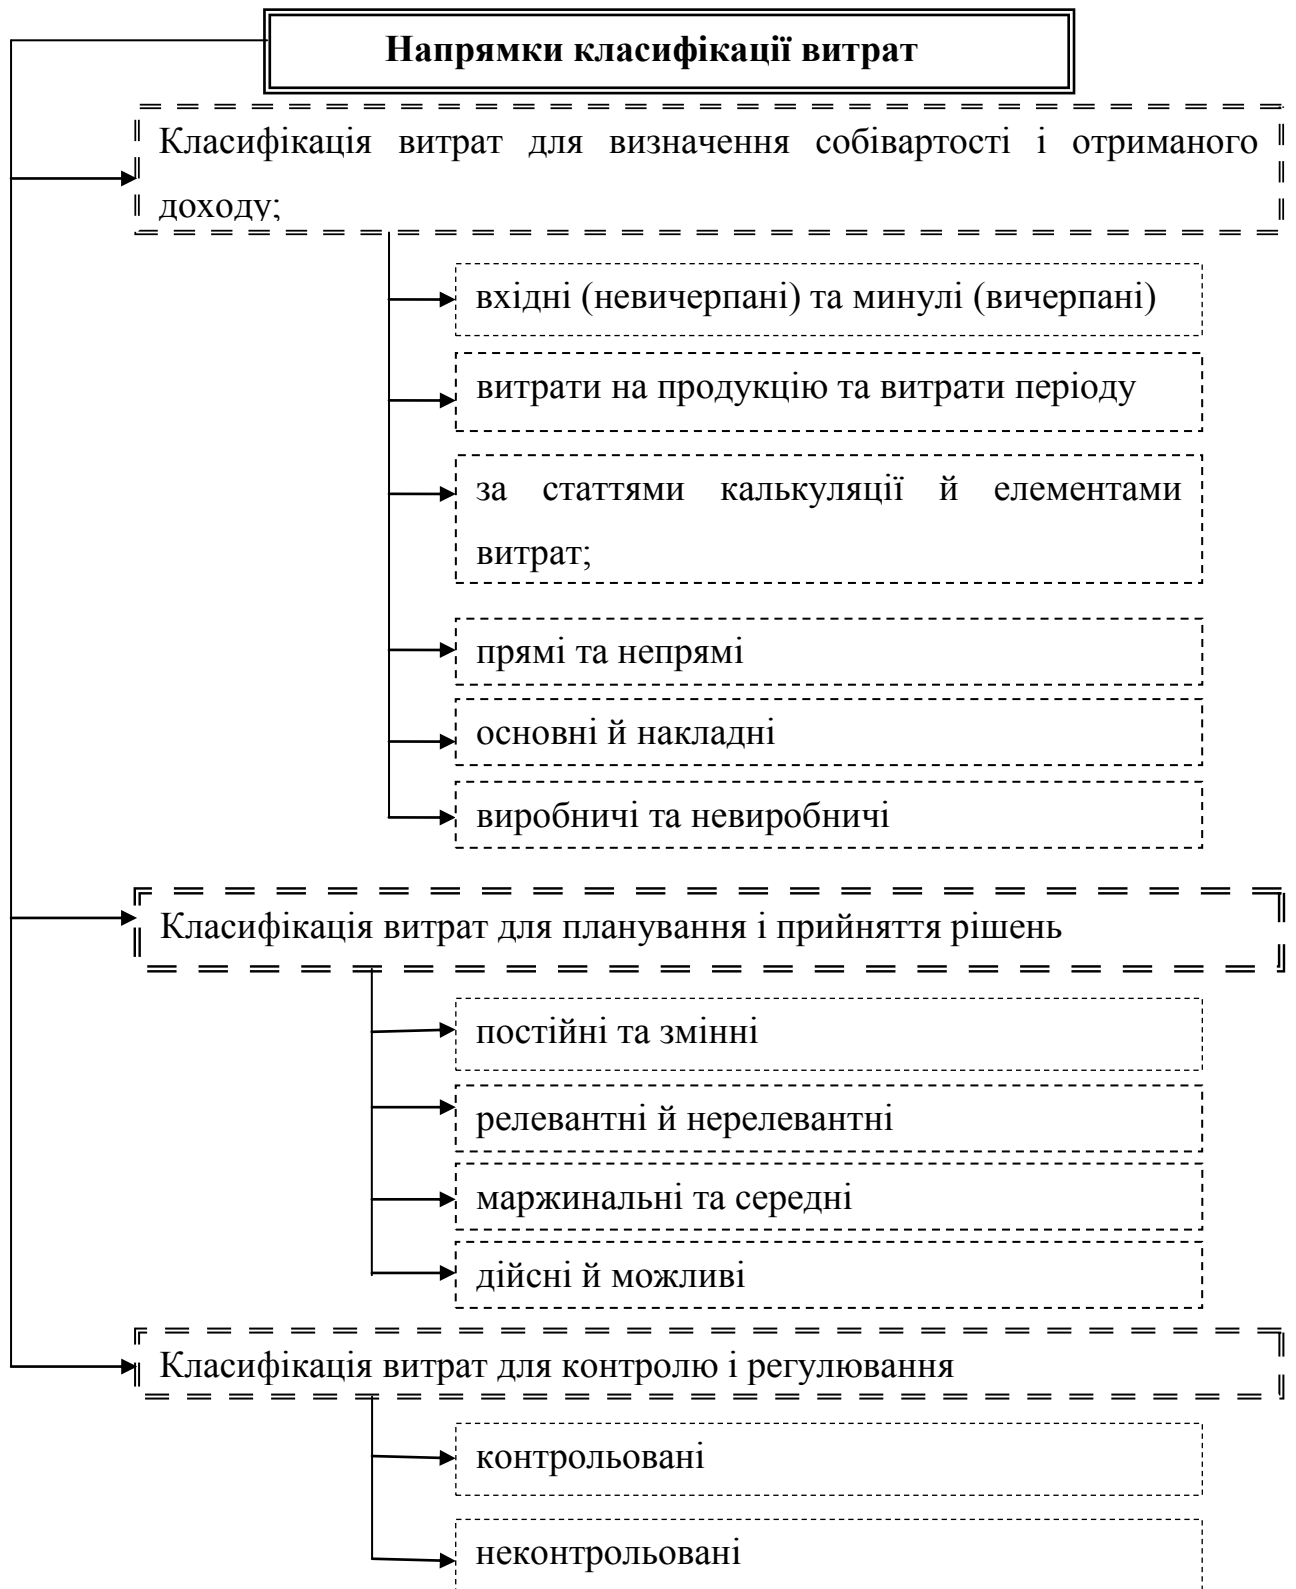 Напрямки класифікації витрат
Класифікація витрат для визначення собівартості і отриманого
доходу;
вхідні (невичерпані) та минулі (вичерпані)
витрати на продукцію та витрати періоду
за статтями калькуляції й елементами
витрат;
прямі та непрямі
основні й накладні
виробничі та невиробничі
Класифікація витрат для планування і прийняття рішень
постійні та змінні
релевантні й нерелевантні
маржинальні та середні
дійсні й можливі
Класифікація витрат для контролю і регулювання
контрольовані
неконтрольовані